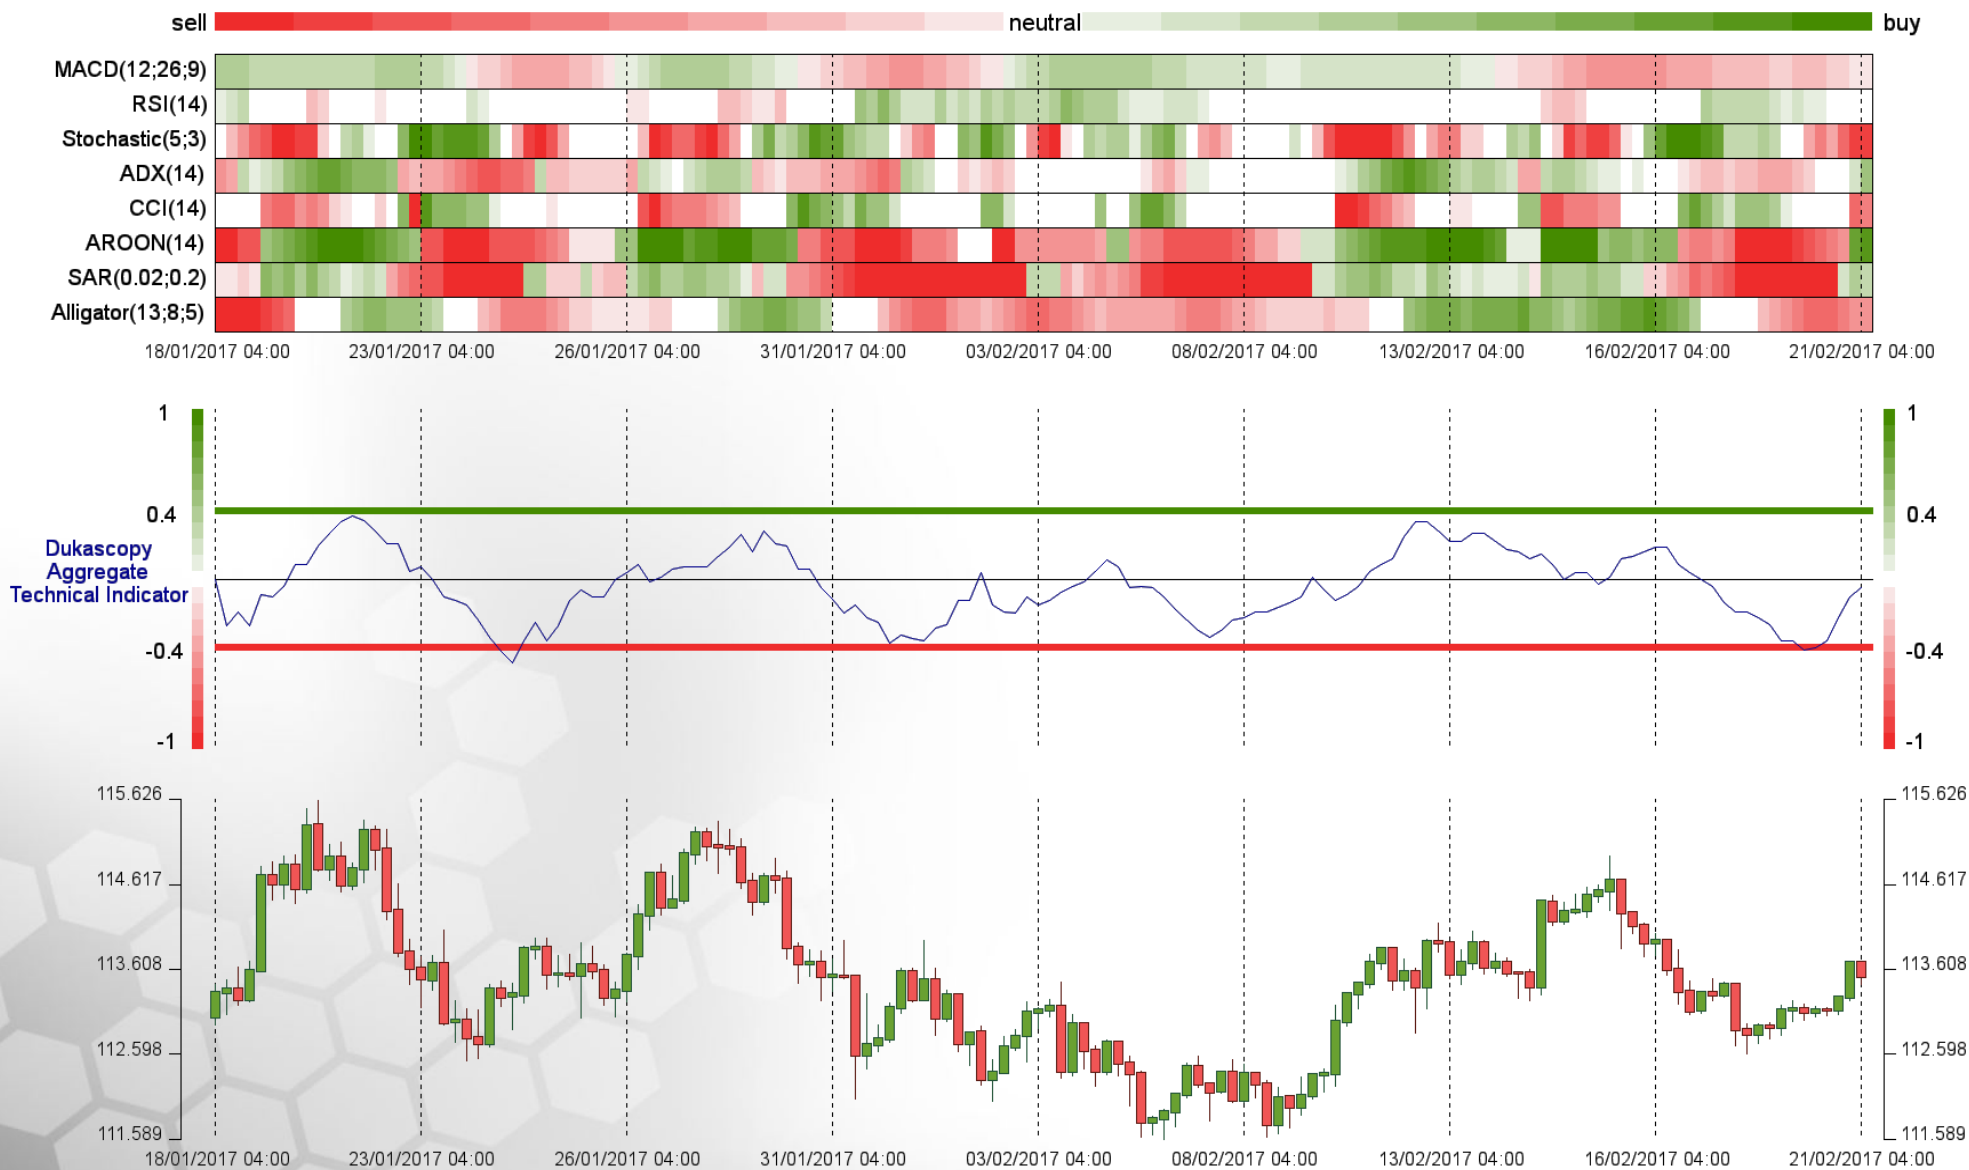 sell neutral buy
MACD(12;26;9)
RSI(14)
Stochastic(5;3)
ADX(14)
CCI(14)
AROON(14)
SAR(0.02;0.2)
Alligator(13;8;5)
18/01/2017 04:00 23/01/2017 04:00 26/01/2017 04:00 31/01/2017 04:00 03/02/2017 04:00 08/02/2017 04:00 13/02/2017 04:00 16/02/2017 04:00 21/02/2017 04:00
1 1
0.4 0.4
Dukascopy
Aggregate
Technical Indicator
-0.4 -0.4
-1 -1
115.626 115.626
114.617 114.617
113.608 113.608
112.598 112.598
111.589 111.589
18/01/2017 04:00 23/01/2017 04:00 26/01/2017 04:00 31/01/2017 04:00 03/02/2017 04:00 08/02/2017 04:00 13/02/2017 04:00 16/02/2017 04:00 21/02/2017 04:00